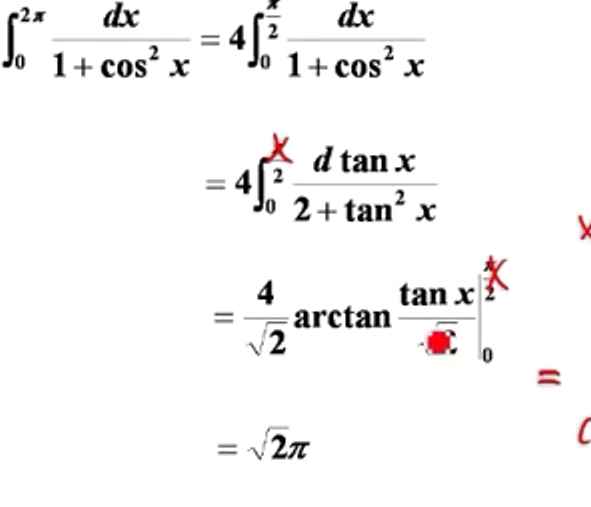 ∫₀^{2π} dx/(1+cos² x) = 4∫₀^{π/2} dx/(1+cos² x)
= 4∫₀^{π/2} d tan x/(2+tan² x)
= 4/√2 arctan tan x/√ |₀^{π/2}
=
= √2π